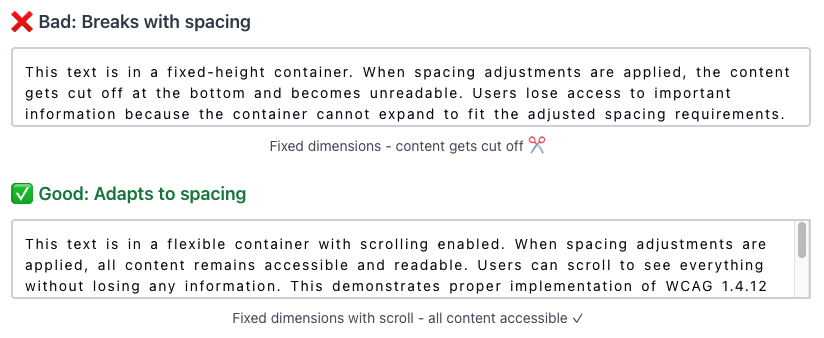 ❌ Bad: Breaks with spacing
This text is in a fixed-height container. When spacing adjustments are applied, the content
gets cut off at the bottom and becomes unreadable. Users lose access to important
information because the container cannot expand to fit the adjusted spacing requirements.
Fixed dimensions - content gets cut off ✂️
✅ Good: Adapts to spacing
This text is in a flexible container with scrolling enabled. When spacing adjustments are
applied, all content remains accessible and readable. Users can scroll to see everything
without losing any information. This demonstrates proper implementation of WCAG 1.4.12
Fixed dimensions with scroll - all content accessible ✓